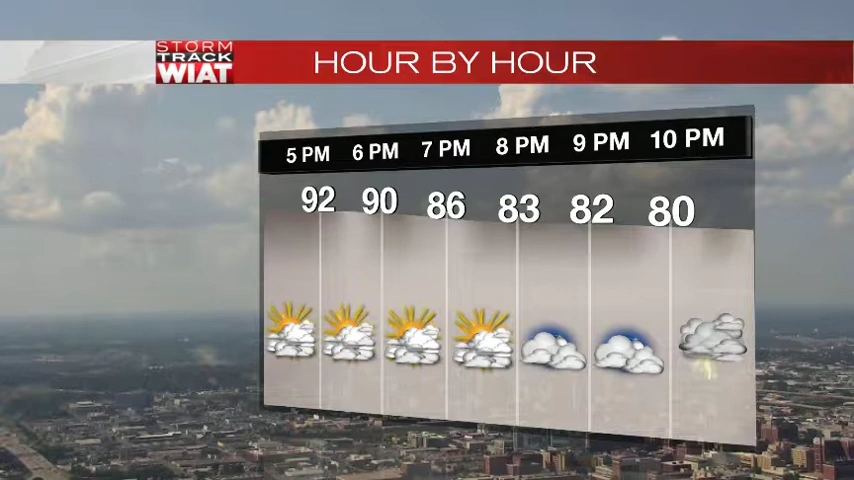 STORM
TRACK
WIAT
HOUR BY HOUR
5 PM 6 PM 7 PM 8 PM 9 PM 10 PM
92 90 86 83 82 80